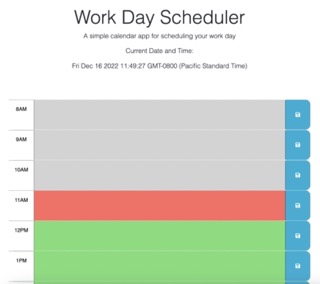 Work Day Scheduler
A simple calendar app for scheduling your work day
Current Date and Time:
Fri Dec 16 2022 11:49:27 GMT-0800 (Pacific Standard Time)
8AM
9AM
10AM
11AM
12PM
1PM